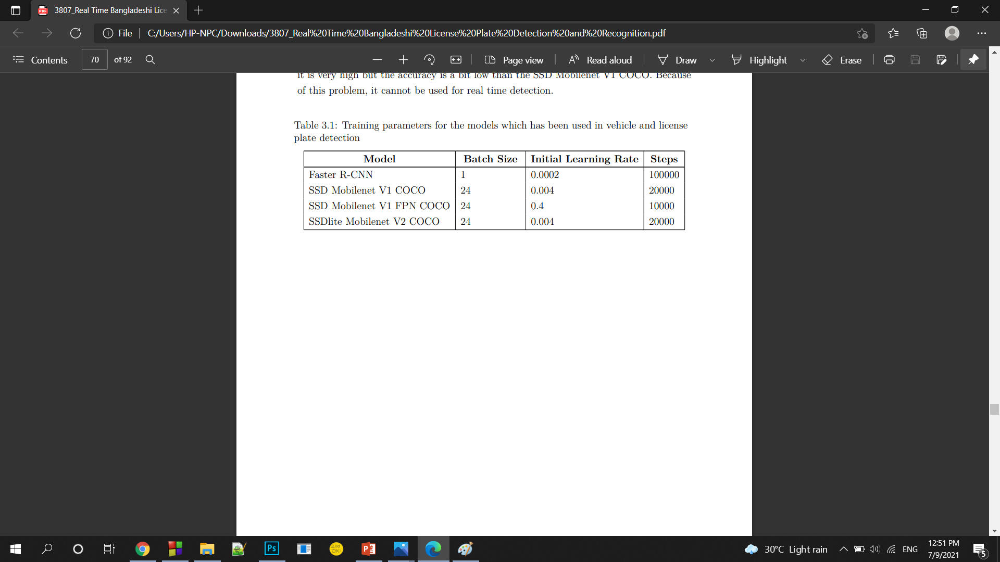 3807_Real Time Bangladeshi Lice
File
C:/Users/HP-NPC/Downloads/3807_Real%20Time%20Bangladeshi%20License%20Plate%20Detection%20and%20Recognition.pdf
Contents 70 of 92 Page view Read aloud Draw Highlight Erase
it is very high but the accuracy is a bit low than the SSD Mobilenet V1 COCO. Because
of this problem, it cannot be used for real time detection.
Table 3.1: Training parameters for the models which has been used in vehicle and license
plate detection
Model Batch Size Initial Learning Rate Steps
Faster R-CNN 1 0.0002 100000
SSD Mobilenet V1 COCO 24 0.004 20000
SSD Mobilenet V1 FPN COCO 24 0.4 10000
SSDlite Mobilenet V2 COCO 24 0.004 20000
30°C Light rain ENG 12:51 PM
7/9/2021
5
Ps